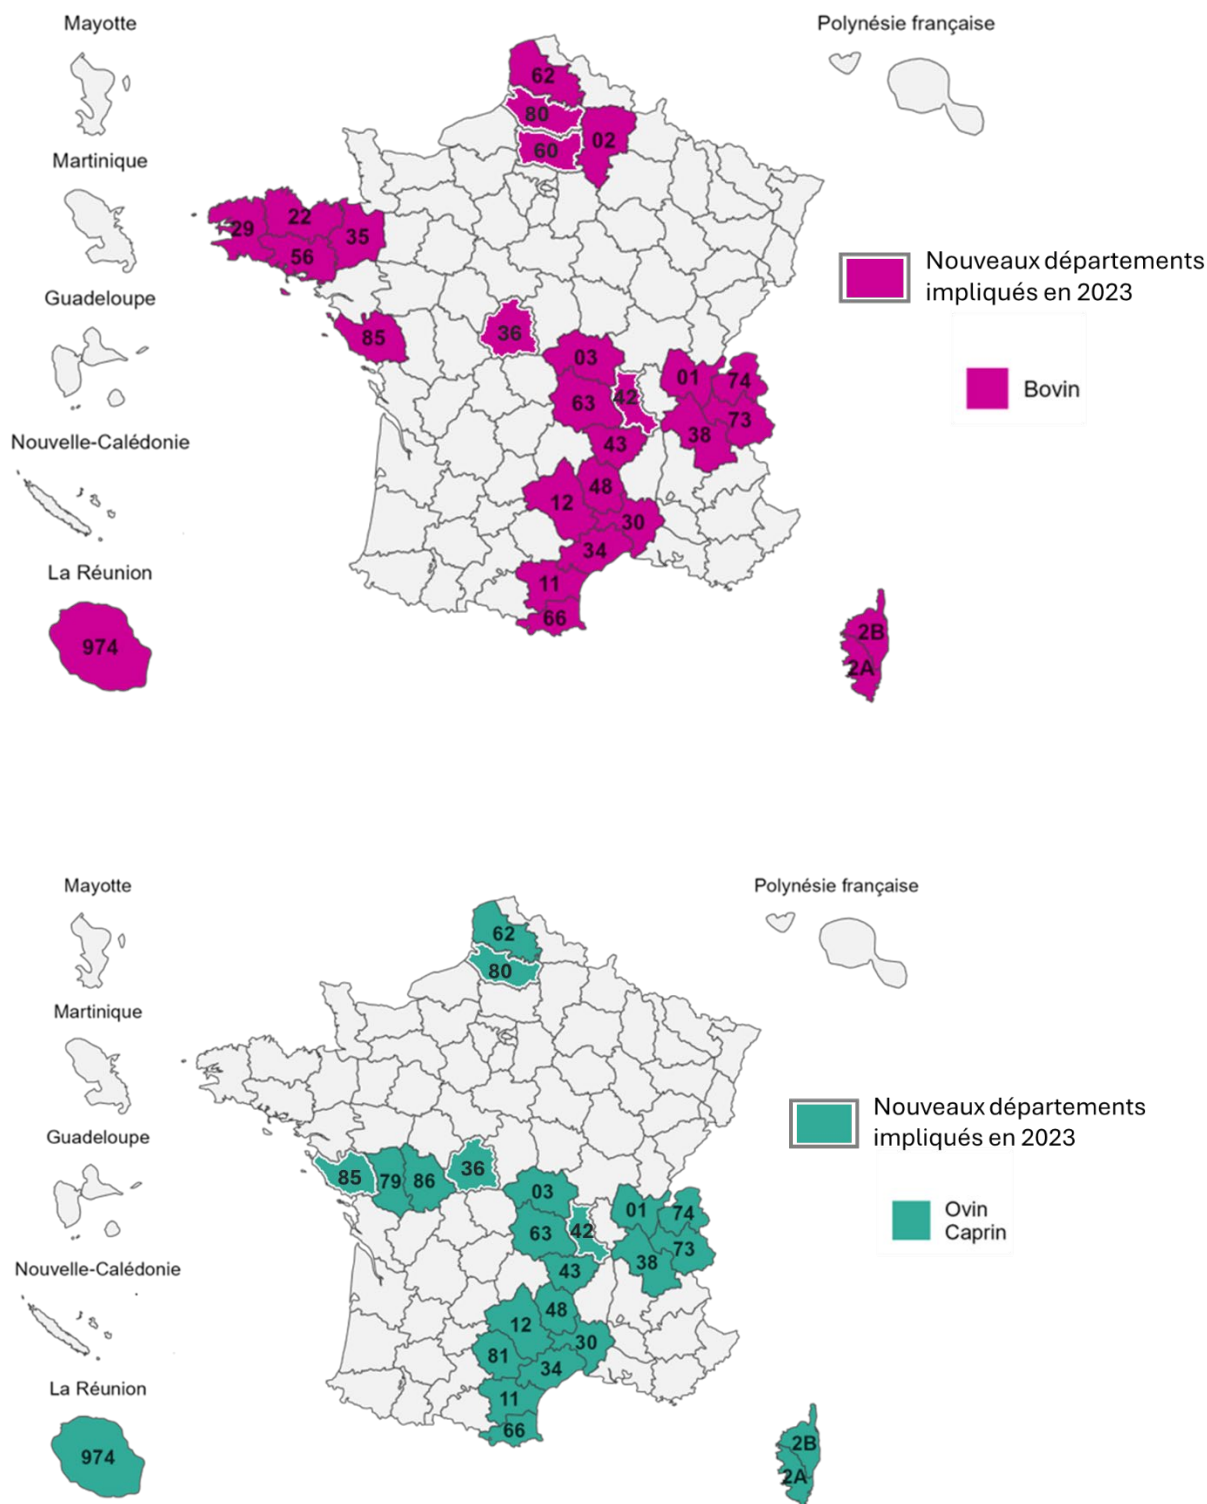 Mayotte
Polynésie française
62
80
02
60
Martinique
22
29
35
56
Nouveaux départements
impliqués en 2023
Guadeloupe
85
36
03
01
74
Bovin
63
42
73
38
43
Nouvelle-Calédonie
48
12
30
34
La Réunion
11
66
974
2B
2A
Mayotte
Polynésie française
62
80
Martinique
Nouveaux départements
impliqués en 2023
Guadeloupe
85
79
86
36
03
01
74
Ovin
Caprin
63
42
73
38
43
Nouvelle-Calédonie
48
12
30
81
34
La Réunion
11
66
974
2B
2A